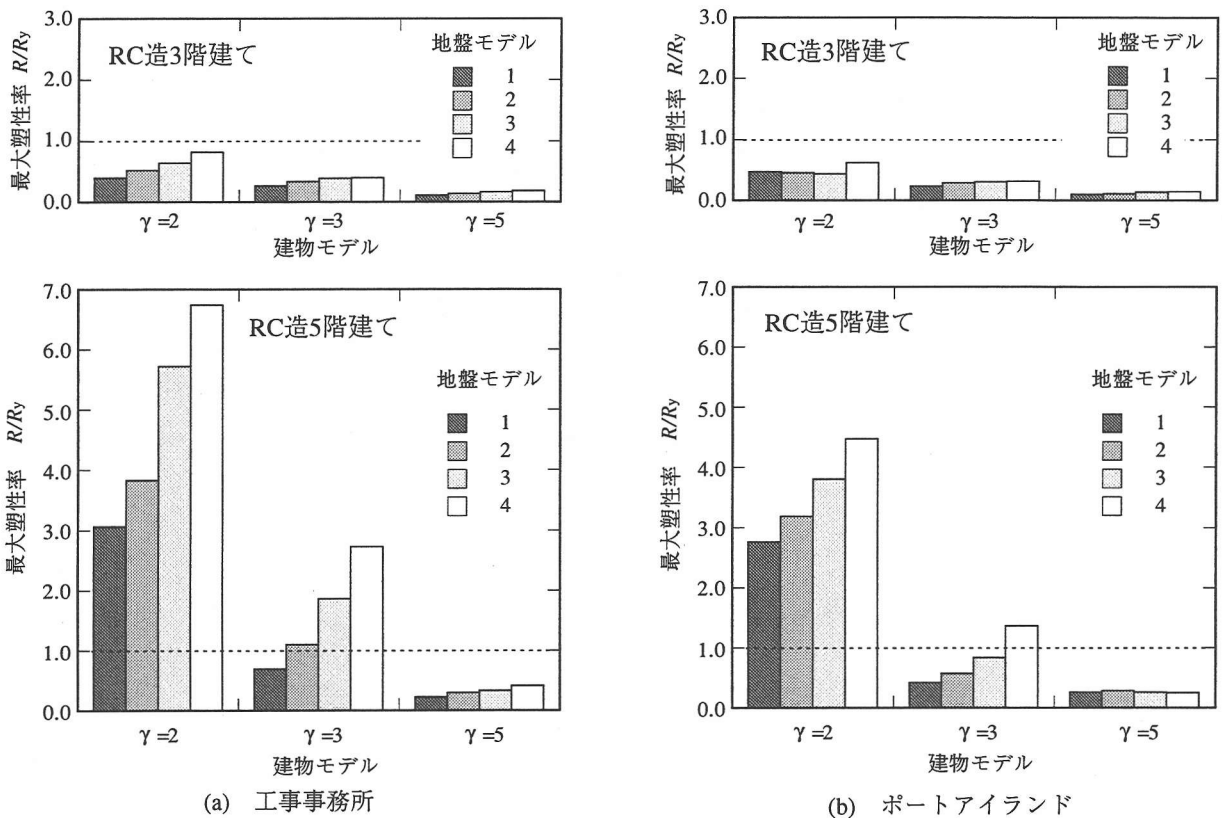 3.0
2.0
1.0
0.0
最大塑性率 R/Ry
RC造3階建て
地盤モデル
1
2
3
4
γ=2
γ=3
γ=5
建物モデル
7.0
6.0
5.0
4.0
3.0
2.0
1.0
0.0
最大塑性率 R/Ry
RC造5階建て
地盤モデル
1
2
3
4
γ=2
γ=3
γ=5
建物モデル
(a) 工事事務所
3.0
2.0
1.0
0.0
最大塑性率 R/Ry
RC造3階建て
地盤モデル
1
2
3
4
γ=2
γ=3
γ=5
建物モデル
7.0
6.0
5.0
4.0
3.0
2.0
1.0
0.0
最大塑性率 R/Ry
RC造5階建て
地盤モデル
1
2
3
4
γ=2
γ=3
γ=5
建物モデル
(b) ポートアイランド